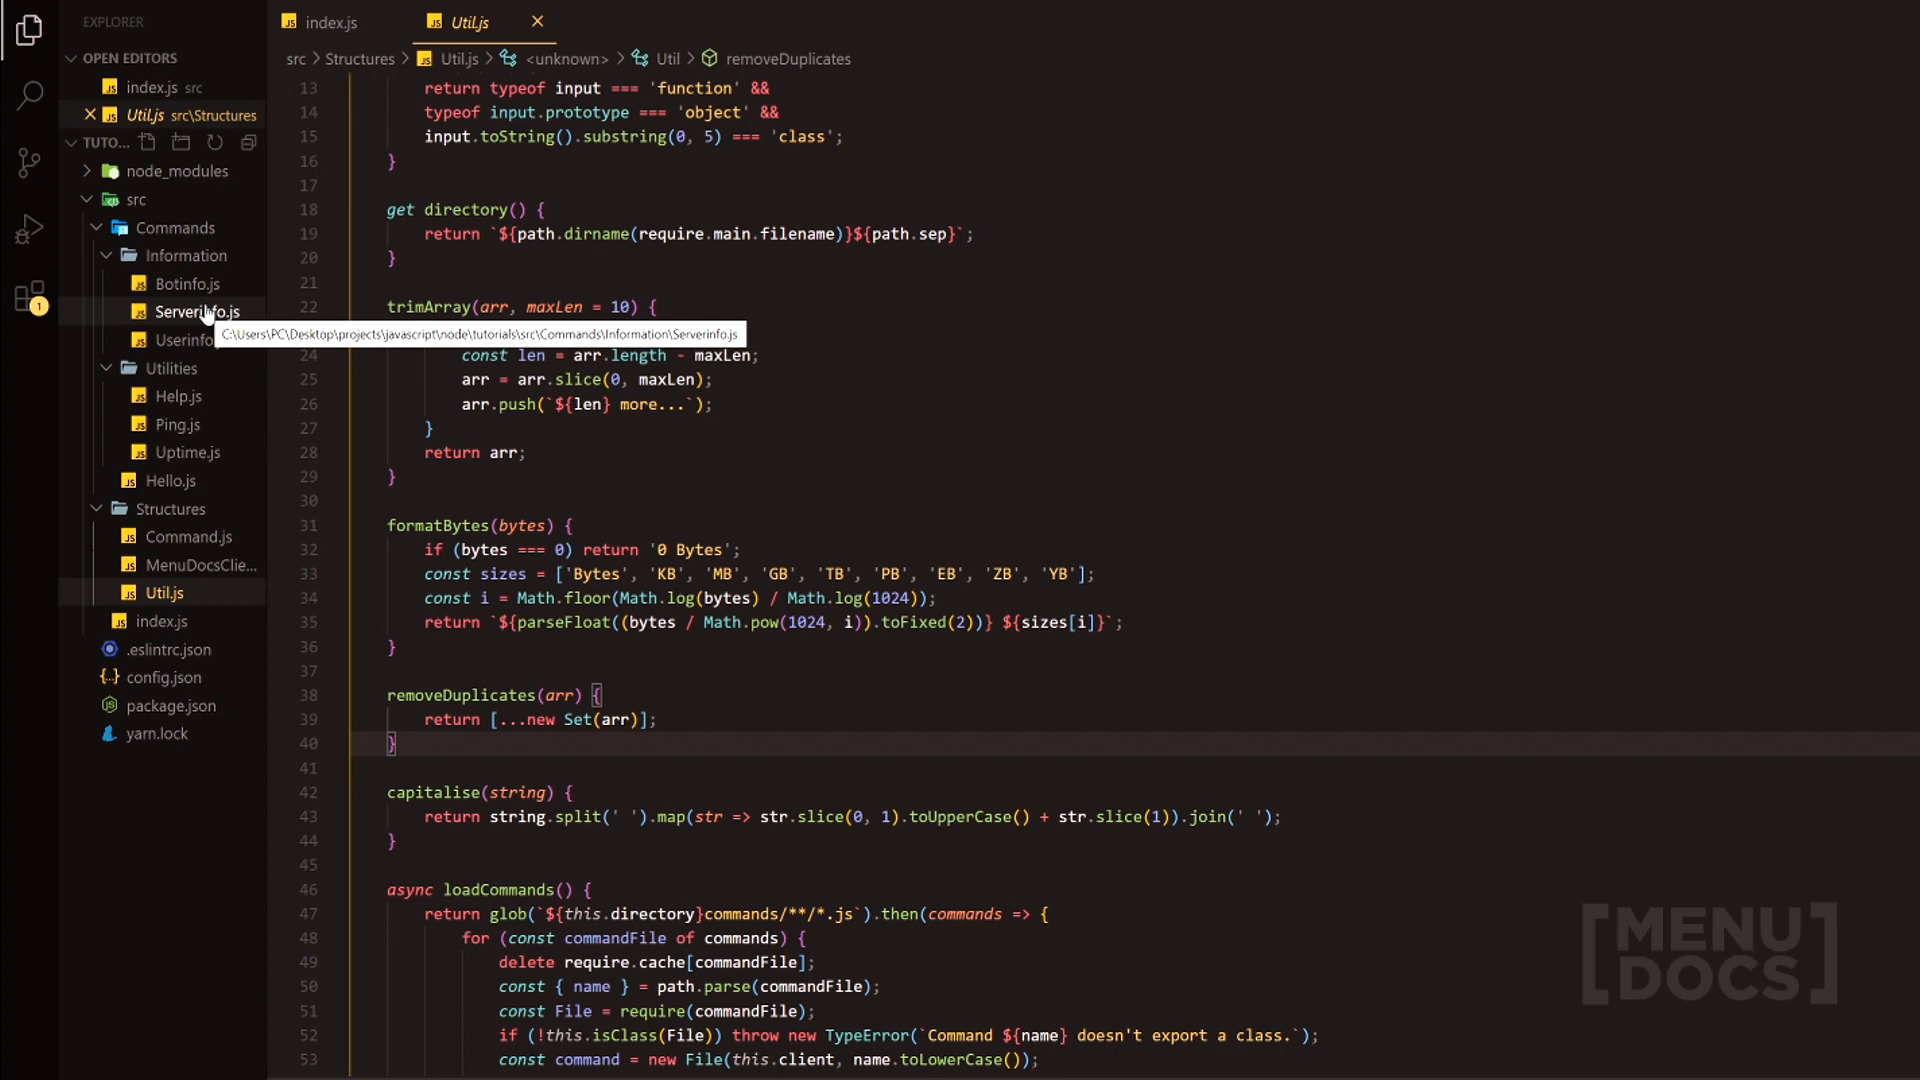 EXPLORER
OPEN EDITORS
index.js src
Util.js src\Structures
TUTO...
node_modules
src
Commands
Information
Botinfo.js
Serverinfo.js
Userinfo
Utilities
Help.js
Ping.js
Uptime.js
Hello.js
Structures
Command.js
MenuDocsClie...
Util.js
index.js
.eslintrc.json
config.json
package.json
yarn.lock
1
index.js
Util.js
src > Structures > Util.js > <unknown> > Util > removeDuplicates
13 return typeof input === 'function' &&
14 typeof input.prototype === 'object' &&
15 input.toString().substring(0, 5) === 'class';
16 }
17
18 get directory() {
19 return `${path.dirname(require.main.filename)}${path.sep}`;
20 }
21
22 trimArray(arr, maxLen = 10) {
C:\Users\PC\Desktop\projects\javascript\node\tutorials\src\Commands\Information\Serverinfo.js
24 const len = arr.length - maxLen;
25 arr = arr.slice(0, maxLen);
26 arr.push(`${len} more...`);
27 }
28 return arr;
29 }
30
31 formatBytes(bytes) {
32 if (bytes === 0) return '0 Bytes';
33 const sizes = ['Bytes', 'KB', 'MB', 'GB', 'TB', 'PB', 'EB', 'ZB', 'YB'];
34 const i = Math.floor(Math.log(bytes) / Math.log(1024));
35 return `${parseFloat((bytes / Math.pow(1024, i)).toFixed(2))} ${sizes[i]}`;
36 }
37
38 removeDuplicates(arr) {
39 return [...new Set(arr)];
40 }
41
42 capitalise(string) {
43 return string.split(' ').map(str => str.slice(0, 1).toUpperCase() + str.slice(1)).join(' ');
44 }
45
46 async loadCommands() {
47 return glob(`${this.directory}commands/**/*.js`).then(commands => {
48 for (const commandFile of commands) {
49 delete require.cache[commandFile];
50 const { name } = path.parse(commandFile);
51 const File = require(commandFile);
52 if (!this.isClass(File)) throw new TypeError(`Command ${name} doesn't export a class.`);
53 const command = new File(this.client, name.toLowerCase());
[MENU
DOCS]